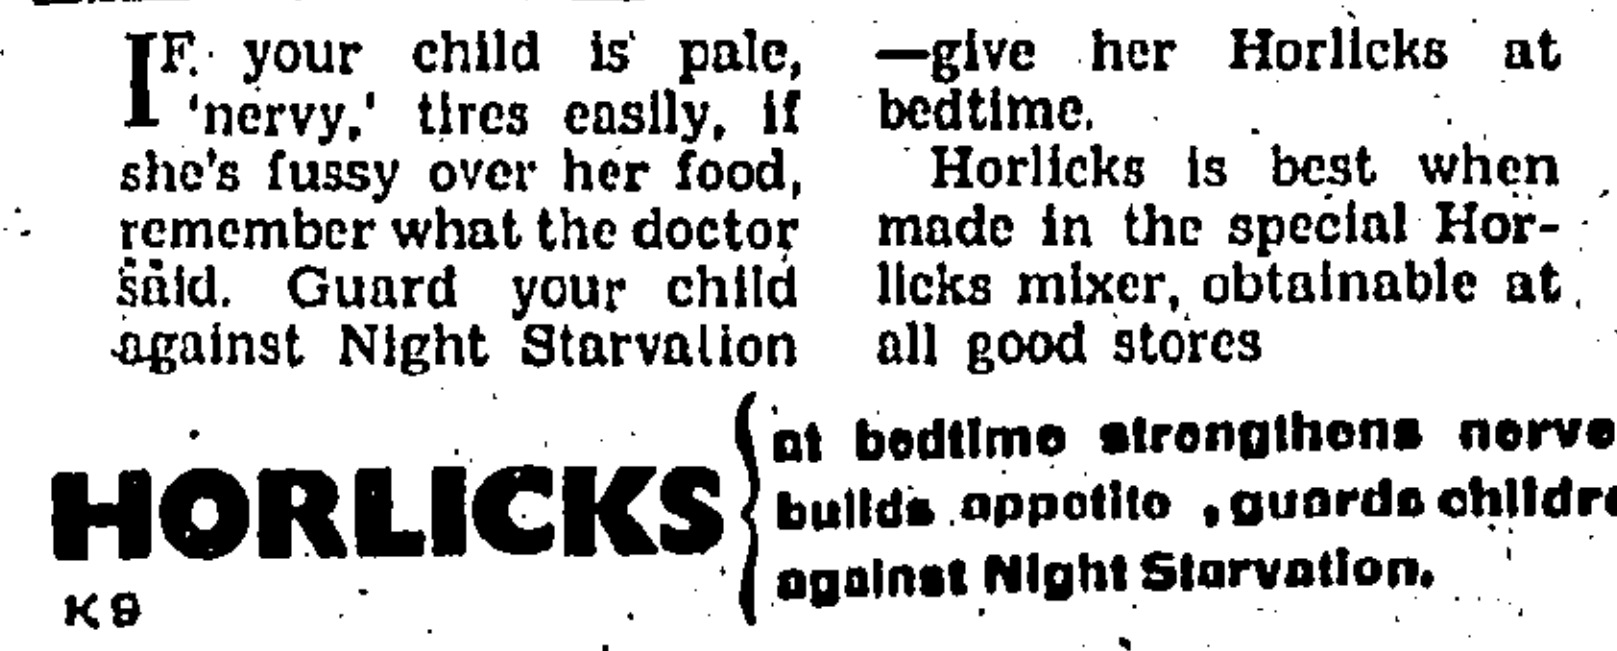 IF your child is pale,
'nervy,' tires easily, if
she's fussy over her food,
remember what the doctor
said. Guard your child
against Night Starvation
—give her Horlicks at
bedtime.
Horlicks is best when
made in the special Hor-
licks mixer, obtainable at
all good stores
HORLICKS
at bedtime strengthens nerve
builds appetite, guards childre
against Night Starvation.
K9